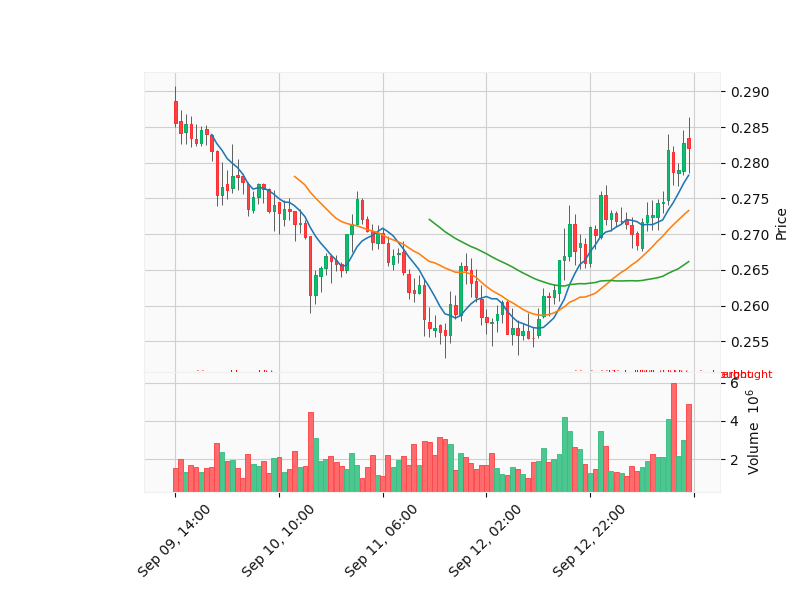 0.290
0.285
0.280
0.275
0.270
0.265
0.260
0.255
Price
6
4
2
Volume 10^6
Sep 09, 14:00
Sep 10, 10:00
Sep 11, 06:00
Sep 12, 02:00
Sep 12, 22:00